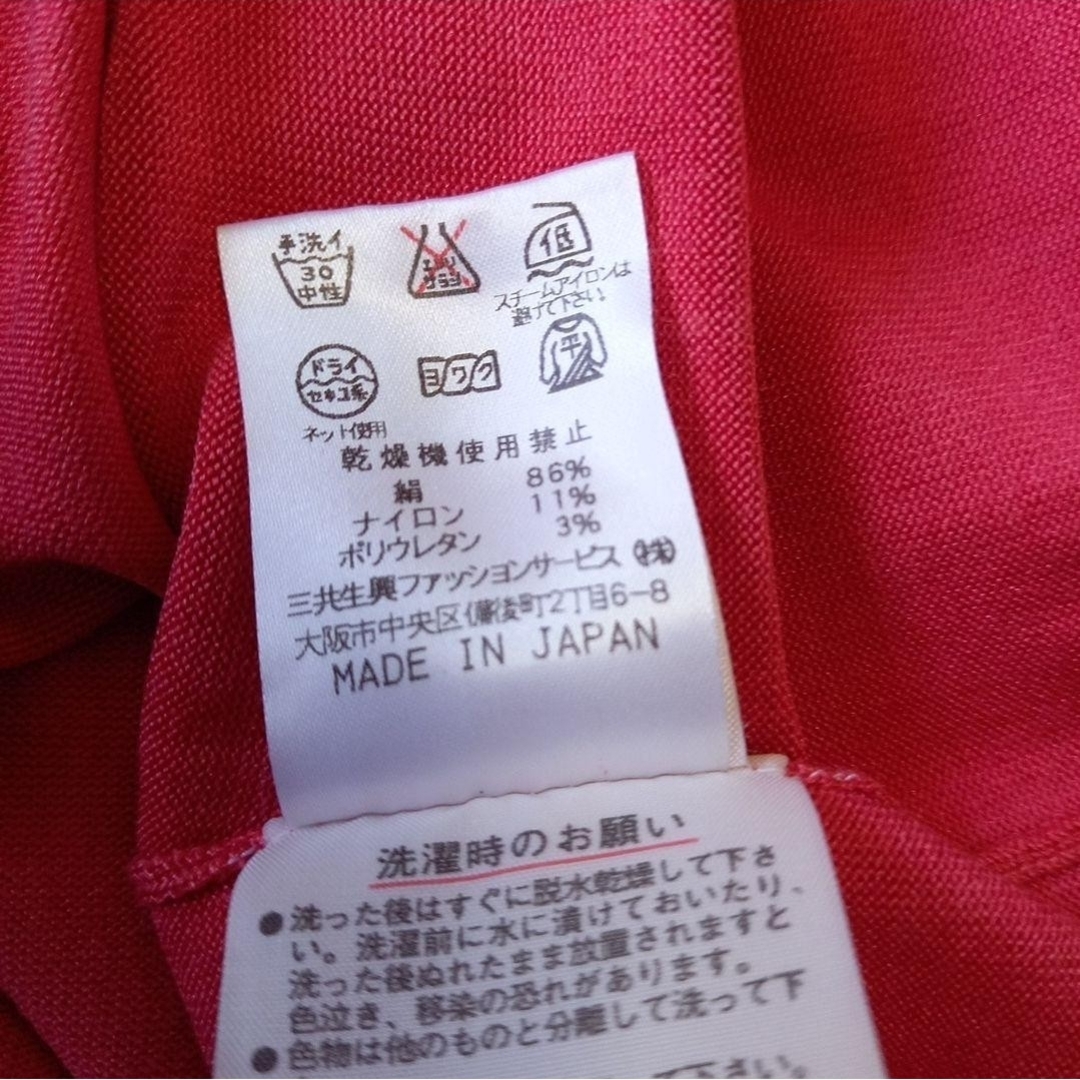 手洗イ
30
中性
エンソ
サラシ
低
スチームアイロンは
避けて下さい。
ドライ
セキユ系
ネット使用
ヨワク
平
乾燥機使用禁止
絹 86%
ナイロン 11%
ポリウレタン 3%
三共生興ファッションサービス㈱
大阪市中央区備後町2丁目6-8
MADE IN JAPAN
洗濯時のお願い
●洗った後はすぐに脱水乾燥して下さ
い。洗濯前に水に漬けておいたり、
洗った後ぬれたまま放置されますと
色泣き、移染の恐れがあります。
●色物は他のものと分離して洗って下
て下さい。